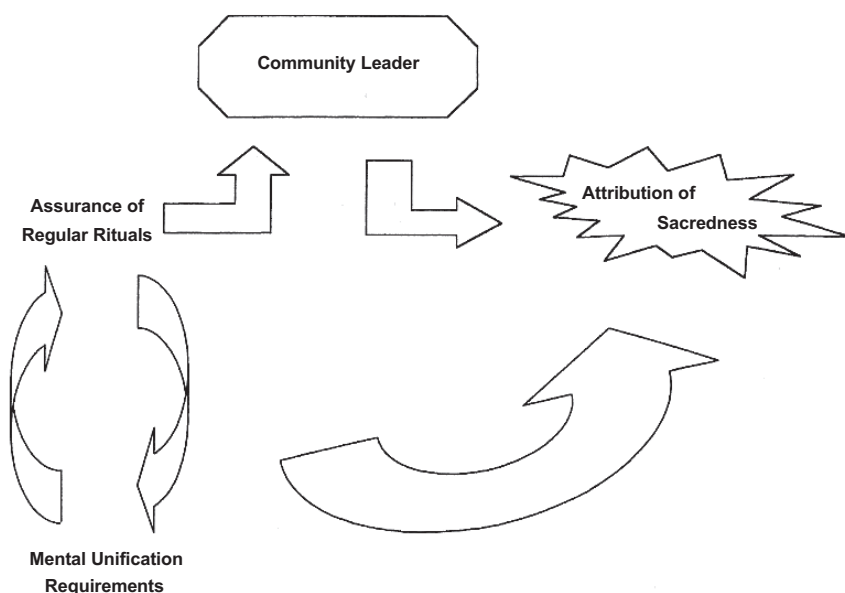 Community Leader
Assurance of
Regular Rituals
Attribution of
Sacredness
Mental Unification
Requirements